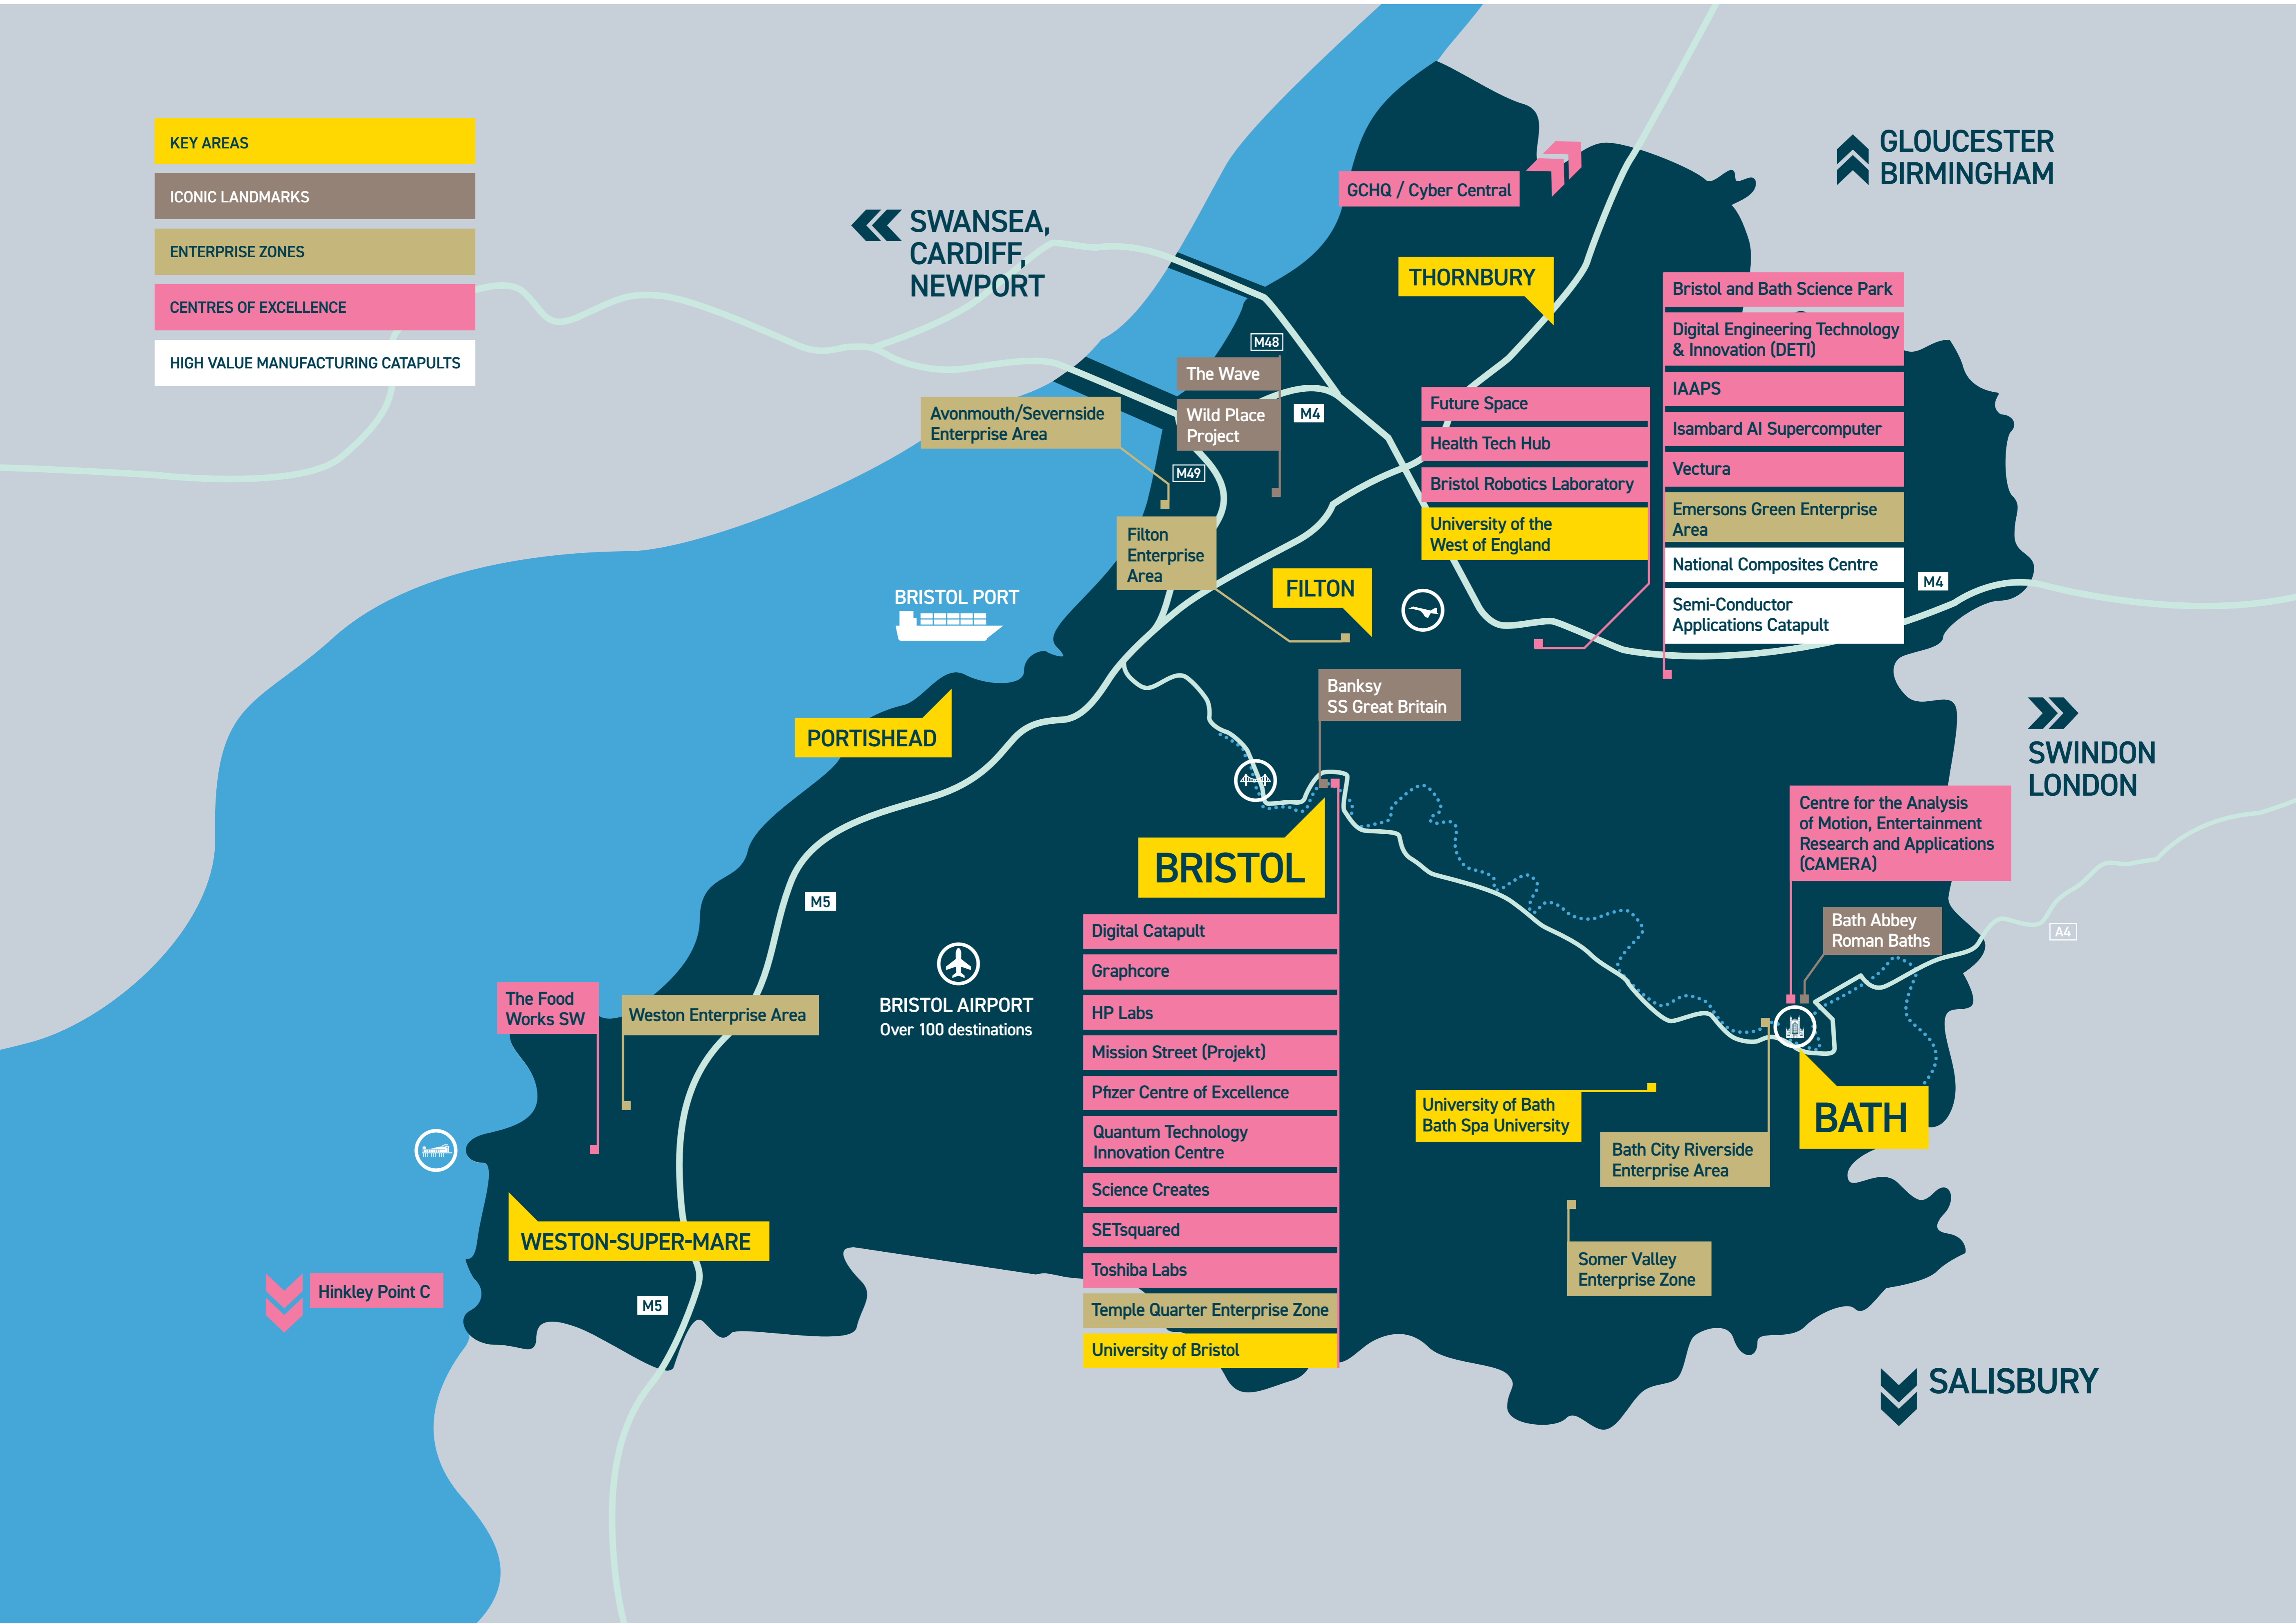 KEY AREAS
ICONIC LANDMARKS
ENTERPRISE ZONES
CENTRES OF EXCELLENCE
HIGH VALUE MANUFACTURING CATAPULTS
SWANSEA,
CARDIFF,
NEWPORT
GLOUCESTER
BIRMINGHAM
GCHQ / Cyber Central
THORNBURY
M48
The Wave
Wild Place
Project
M4
Avonmouth/Severnside
Enterprise Area
M49
Filton
Enterprise
Area
FILTON
Future Space
Health Tech Hub
Bristol Robotics Laboratory
University of the
West of England
Bristol and Bath Science Park
Digital Engineering Technology
& Innovation (DETI)
IAAPS
Isambard AI Supercomputer
Vectura
Emersons Green Enterprise
Area
National Composites Centre
Semi-Conductor
Applications Catapult
M4
BRISTOL PORT
PORTISHEAD
Banksy
SS Great Britain
SWINDON
LONDON
BRISTOL
M5
BRISTOL AIRPORT
Over 100 destinations
Centre for the Analysis
of Motion, Entertainment
Research and Applications
(CAMERA)
Bath Abbey
Roman Baths
A4
The Food
Works SW
Weston Enterprise Area
Digital Catapult
Graphcore
HP Labs
Mission Street (Projekt)
Pfizer Centre of Excellence
Quantum Technology
Innovation Centre
Science Creates
SETsquared
Toshiba Labs
Temple Quarter Enterprise Zone
University of Bristol
University of Bath
Bath Spa University
BATH
Bath City Riverside
Enterprise Area
Somer Valley
Enterprise Zone
WESTON-SUPER-MARE
Hinkley Point C
M5
SALISBURY